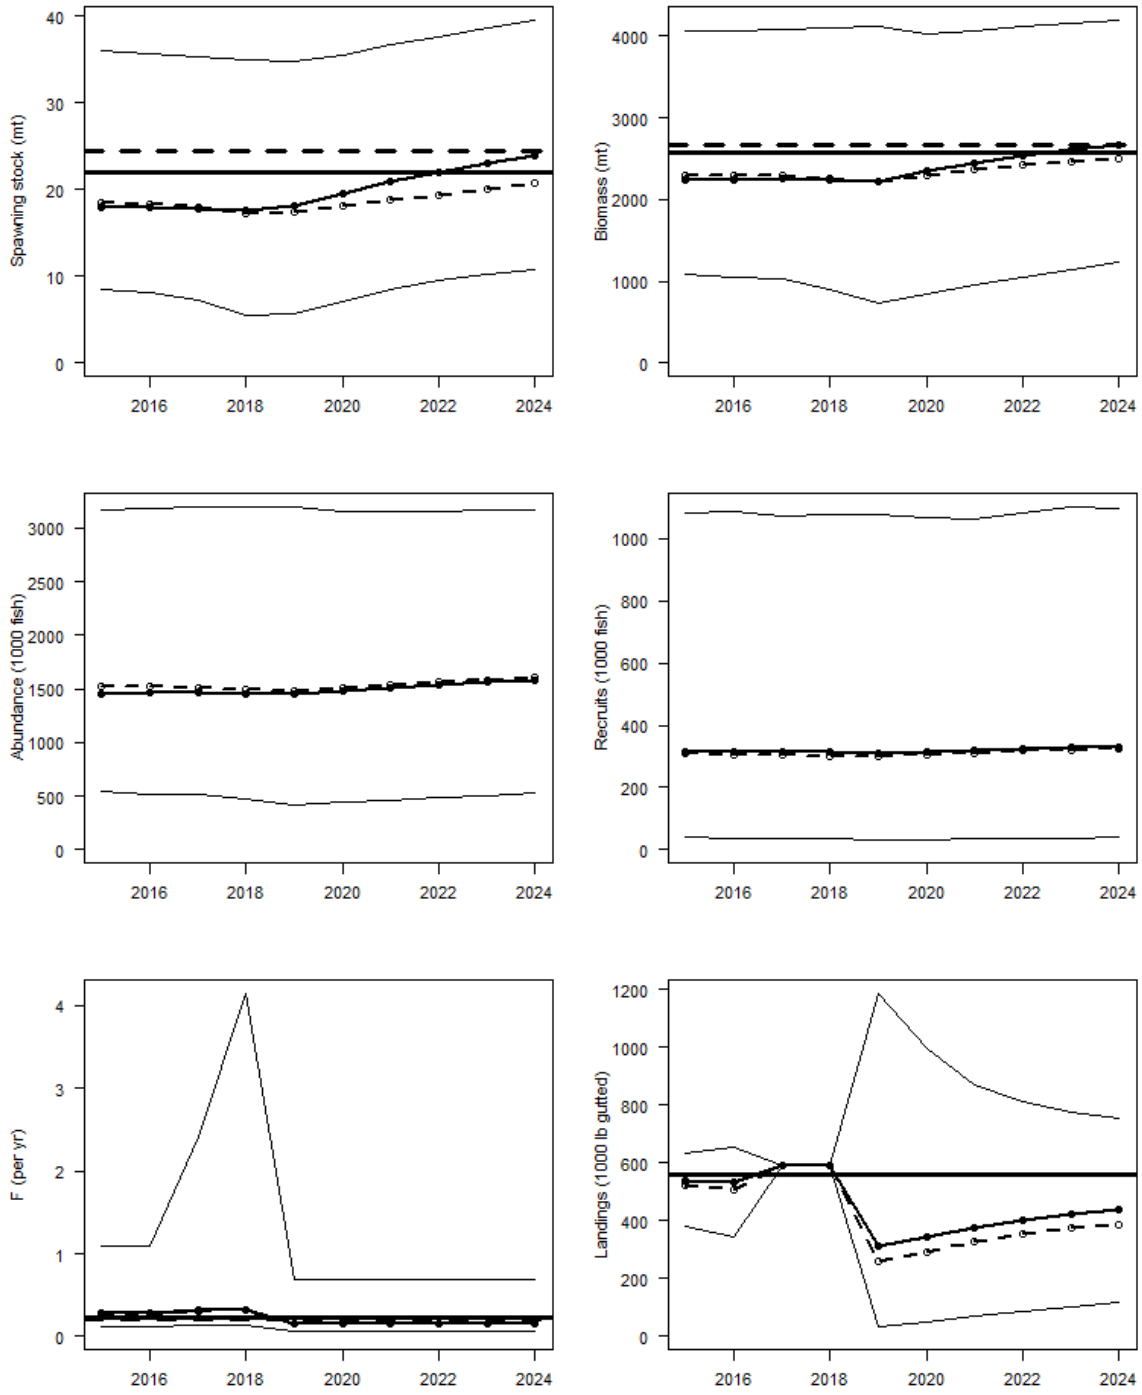 Spawning stock (mt)
40
30
20
10
0
2016 2018 2020 2022 2024
Biomass (mt)
4000
3000
2000
1000
0
2016 2018 2020 2022 2024
Abundance (1000 fish)
3000
2500
2000
1500
1000
500
0
2016 2018 2020 2022 2024
Recruits (1000 fish)
1000
800
600
400
200
0
2016 2018 2020 2022 2024
F (per yr)
4
3
2
1
0
2016 2018 2020 2022 2024
Landings (1000 lb gutted)
1200
1000
800
600
400
200
0
2016 2018 2020 2022 2024